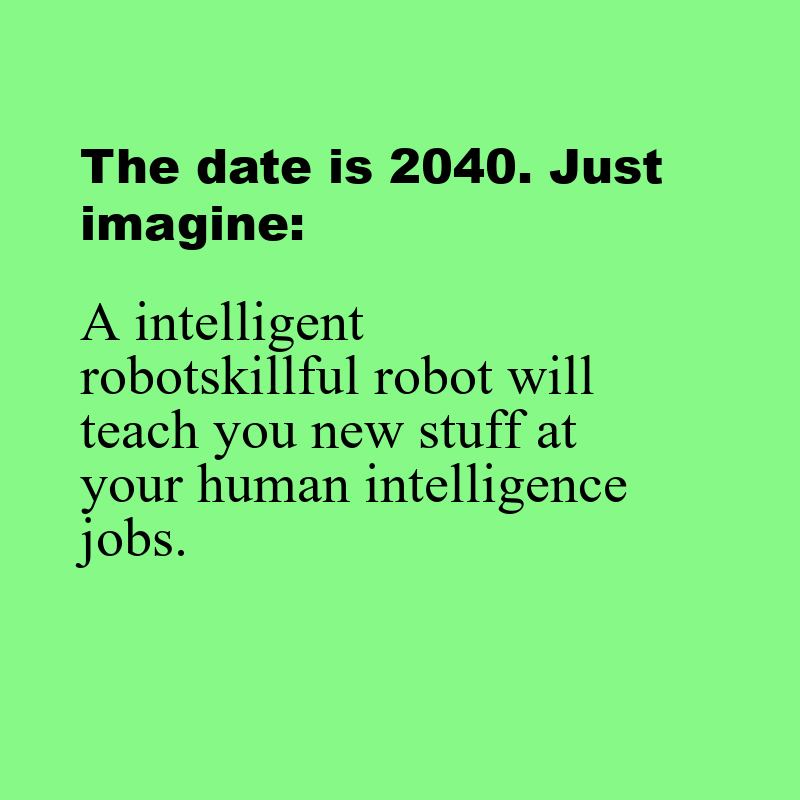 The date is 2040. Just
imagine:
A intelligent
robotskillful robot will
teach you new stuff at
your human intelligence
jobs.